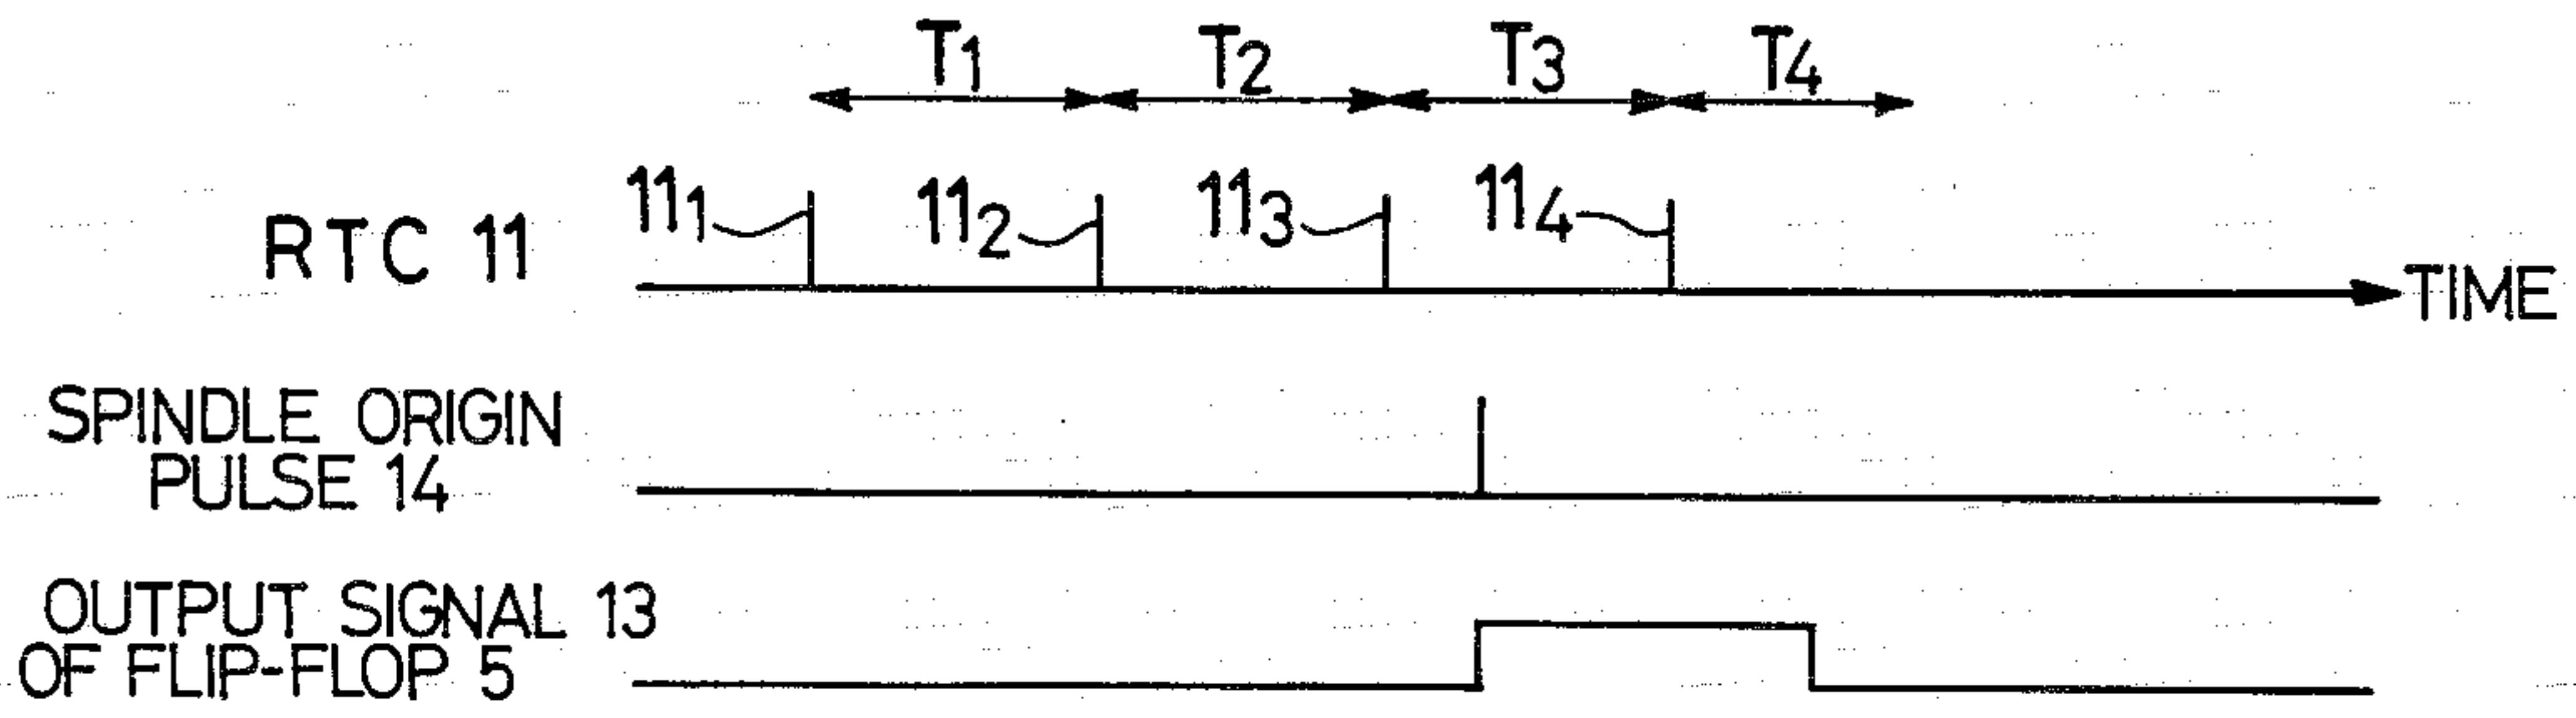 T1 T2 T3 T4
RTC 11 111 112 113 114
TIME
SPINDLE ORIGIN
PULSE 14
OUTPUT SIGNAL 13
OF FLIP-FLOP 5